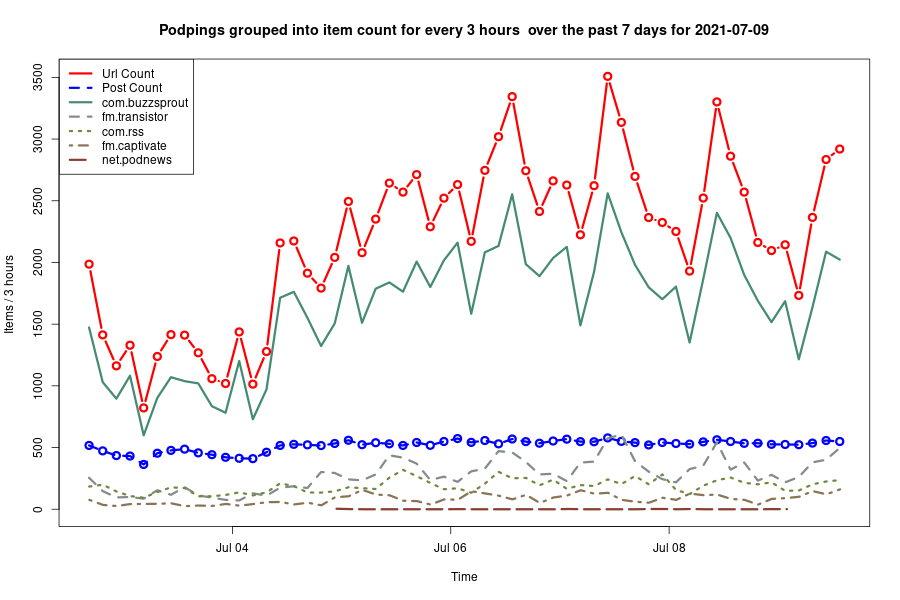 Podpings grouped into item count for every 3 hours  over the past 7 days for 2021-07-09
Url Count
Post Count
com.buzzsprout
fm.transistor
com.rss
fm.captivate
net.podnews
Items / 3 hours
3500
3000
2500
2000
1500
1000
500
0
Jul 04
Jul 06
Jul 08
Time